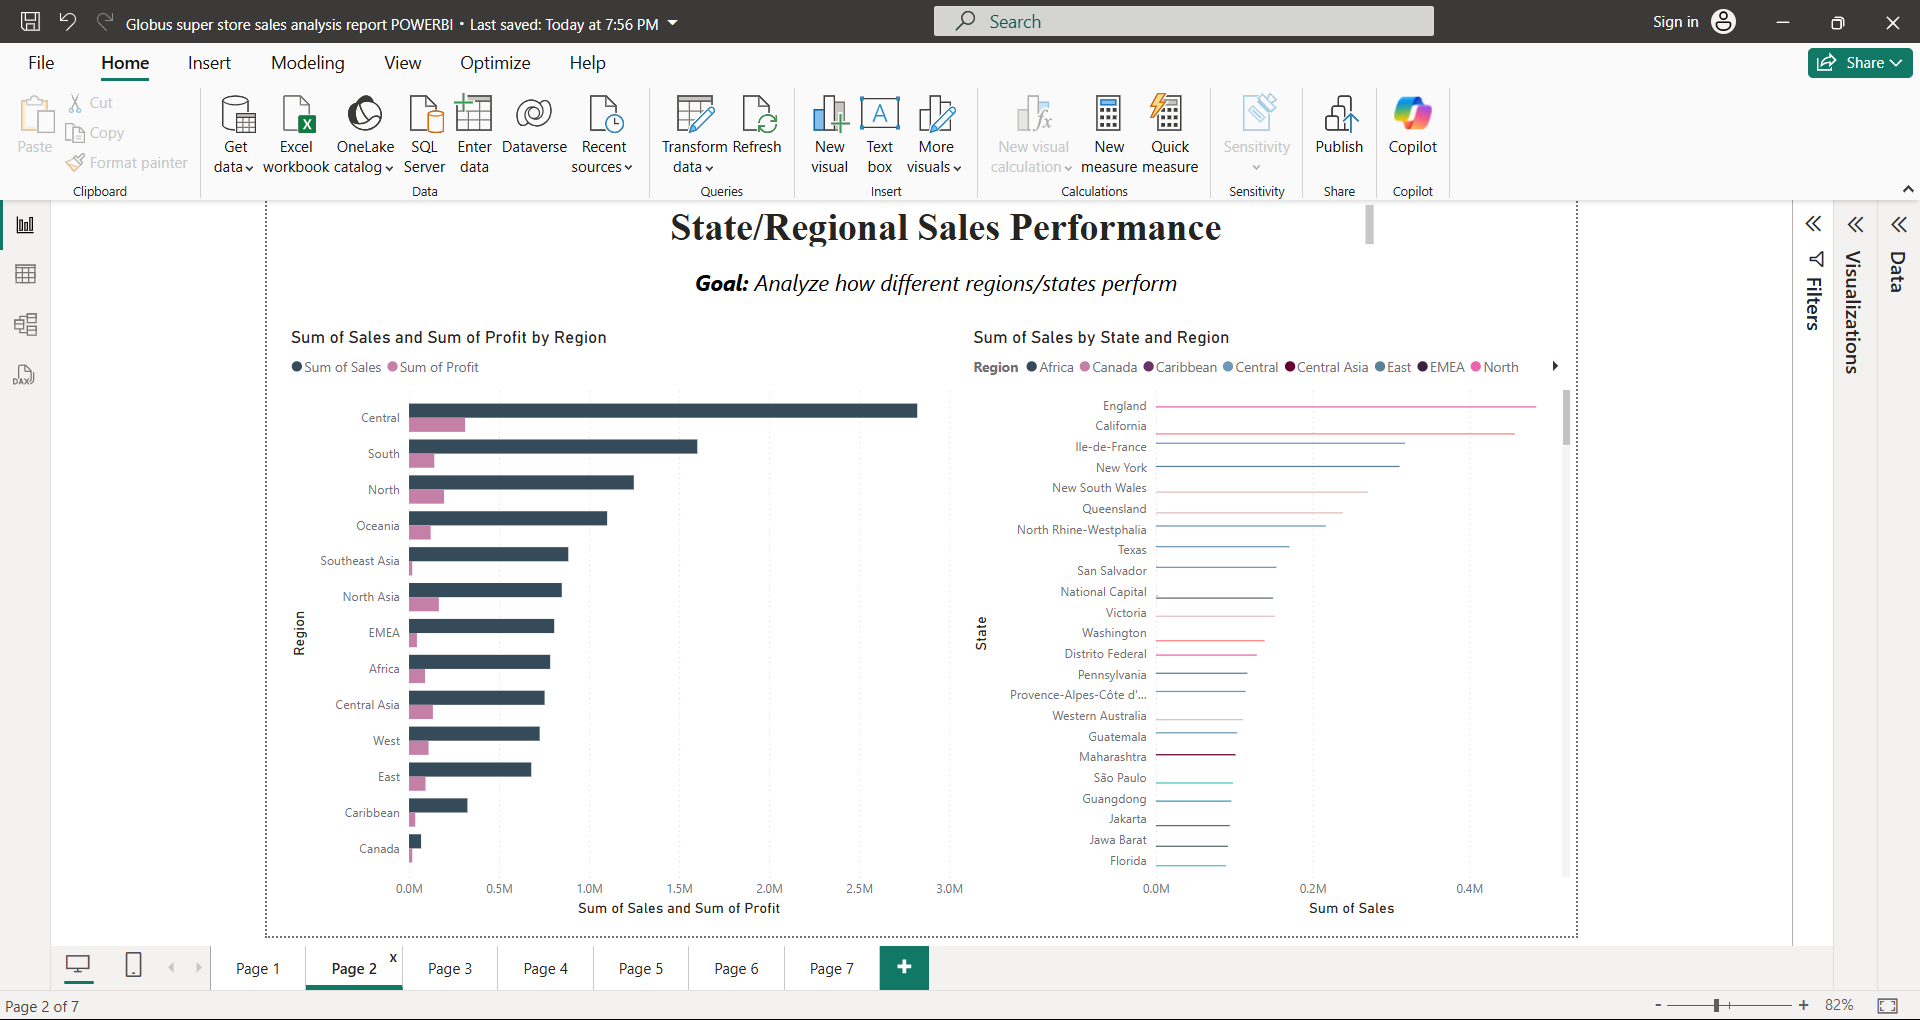 Globus super store sales analysis report POWERBI • Last saved: Today at 7:56 PM
Search
Sign in
File Home Insert Modeling View Optimize Help
Share
Paste
Cut
Copy
Format painter
Clipboard
Get data
Excel workbook
OneLake catalog
SQL Server
Enter data
Dataverse
Recent sources
Data
Transform data
Refresh
Queries
New visual
Text box
More visuals
Insert
New visual calculation
New measure
Quick measure
Calculations
Sensitivity
Sensitivity
Publish
Share
Copilot
Copilot
State/Regional Sales Performance
Goal: Analyze how different regions/states perform
Sum of Sales and Sum of Profit by Region
Sum of Sales Sum of Profit
Region
Central
South
North
Oceania
Southeast Asia
North Asia
EMEA
Africa
Central Asia
West
East
Caribbean
Canada
0.0M 0.5M 1.0M 1.5M 2.0M 2.5M 3.0M
Sum of Sales and Sum of Profit
Sum of Sales by State and Region
Region Africa Canada Caribbean Central Central Asia East EMEA North
State
England
California
Ile-de-France
New York
New South Wales
Queensland
North Rhine-Westphalia
Texas
San Salvador
National Capital
Victoria
Washington
Distrito Federal
Pennsylvania
Provence-Alpes-Côte d'...
Western Australia
Guatemala
Maharashtra
São Paulo
Guangdong
Jakarta
Jawa Barat
Florida
0.0M 0.2M 0.4M
Sum of Sales
Filters
Visualizations
Data
DAX
Page 1 Page 2 x Page 3 Page 4 Page 5 Page 6 Page 7 +
Page 2 of 7
- + 82%